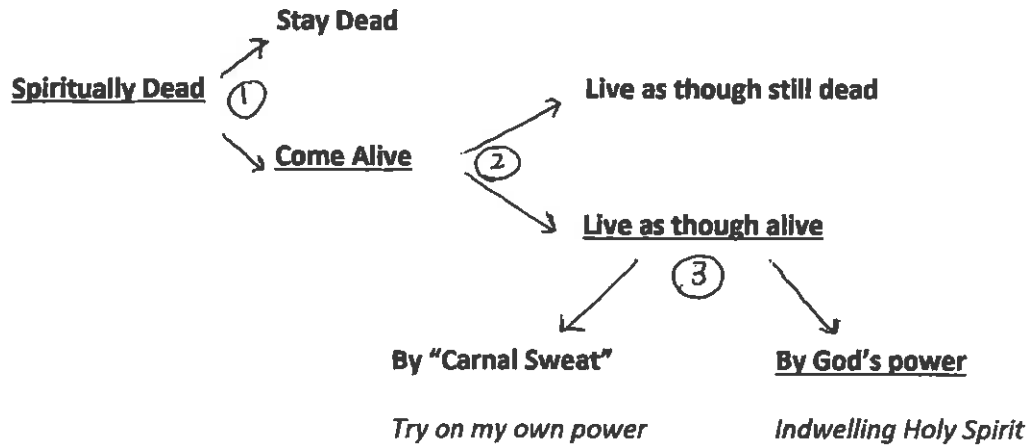 Stay Dead
Spiritually Dead
1
Live as though still dead
Come Alive
2
Live as though alive
3
By “Carnal Sweat”
By God’s power
Try on my own power
Indwelling Holy Spirit